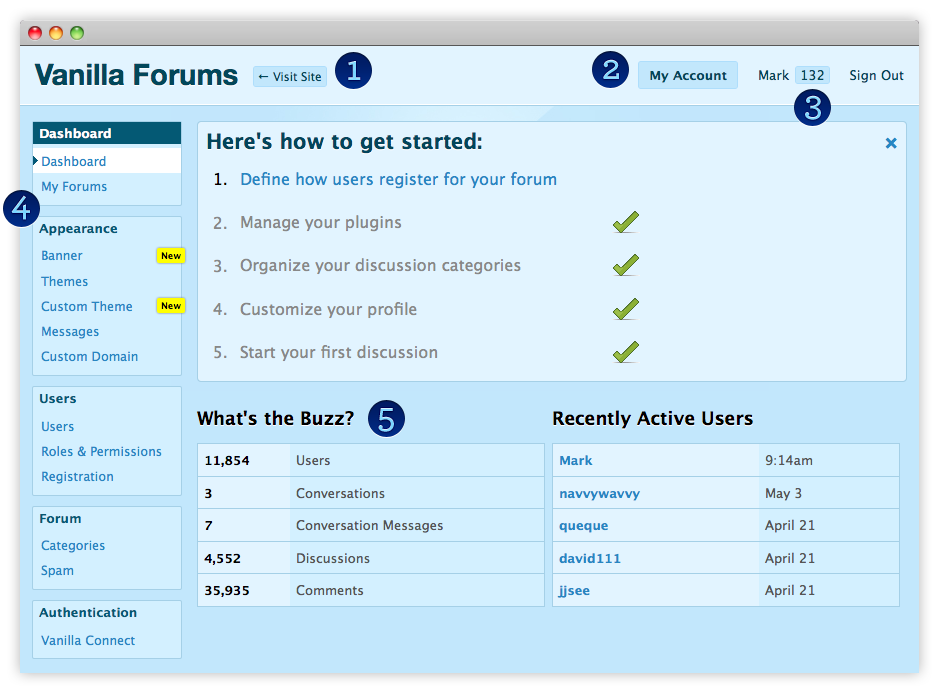 Vanilla Forums ← Visit Site 1 2 My Account Mark 132 Sign Out
3
Dashboard
Dashboard
My Forums
4
Appearance
Banner New
Themes
Custom Theme New
Messages
Custom Domain
Users
Users
Roles & Permissions
Registration
Forum
Categories
Spam
Authentication
Vanilla Connect
Here's how to get started: ×
1. Define how users register for your forum
2. Manage your plugins
3. Organize your discussion categories
4. Customize your profile
5. Start your first discussion
What's the Buzz? 5
11,854 Users
3 Conversations
7 Conversation Messages
4,552 Discussions
35,935 Comments
Recently Active Users
Mark 9:14am
navvywavvy May 3
queque April 21
david111 April 21
jjsee April 21